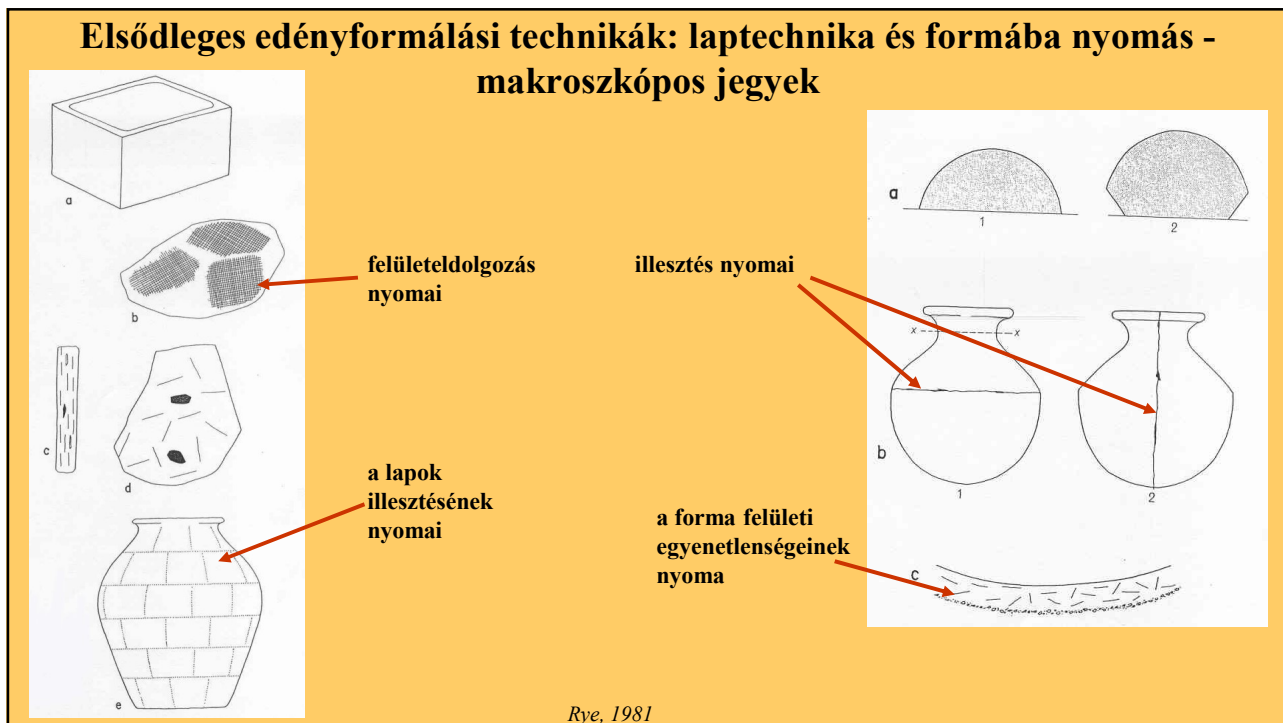 Elsődleges edényformálási technikák: laptechnika és formába nyomás -
makroszkópos jegyek
a
b
felületeldolgozás
nyomai
c
d
a lapok
illesztésének
nyomai
e
a
1
2
illesztés nyomai
x
x
b
1
2
a forma felületi
egyenetlenségeinek
nyoma
c
Rye, 1981